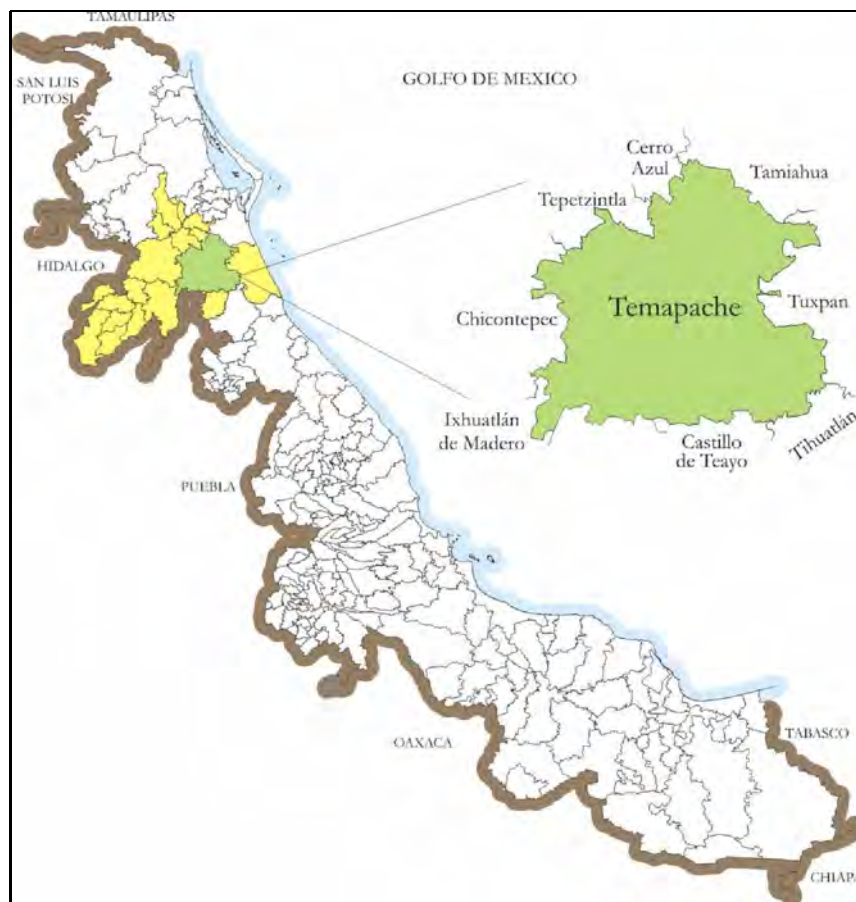 TAMAULIPAS
SAN LUIS
POTOSI
GOLFO DE MEXICO
Cerro
Azul
Tamiahua
Tepetzintla
HIDALGO
Temapache
Tuxpan
Chicontepec
Ixhuatlán
de Madero
Castillo
de Teayo
Tihuatlán
PUEBLA
OAXACA
TABASCO
CHIAPA